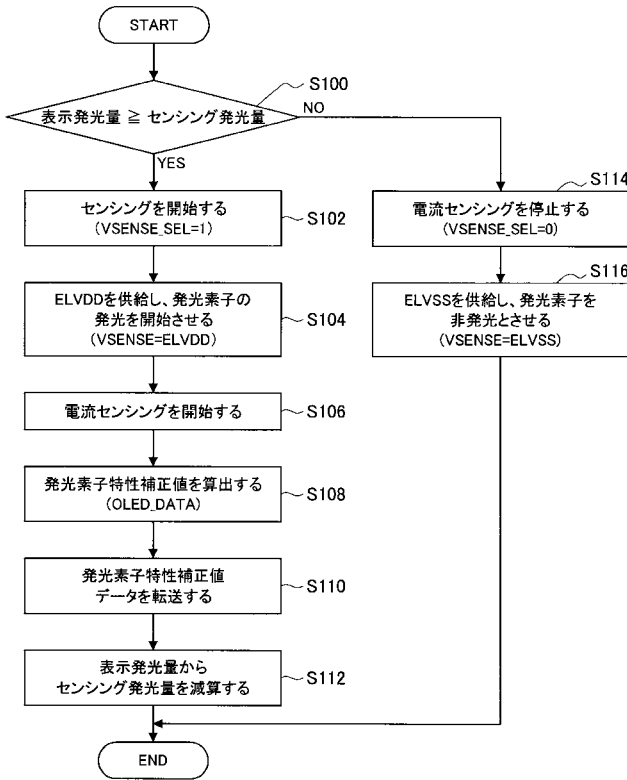 START
S100
表示発光量 ≧ センシング発光量
NO
YES
センシングを開始する
(VSENSE_SEL=1)
S102
ELVDDを供給し、発光素子の
発光を開始させる
(VSENSE=ELVDD)
S104
電流センシングを開始する
S106
発光素子特性補正値を算出する
(OLED_DATA)
S108
発光素子特性補正値
データを転送する
S110
表示発光量から
センシング発光量を減算する
S112
S114
電流センシングを停止する
(VSENSE_SEL=0)
S116
ELVSSを供給し、発光素子を
非発光とさせる
(VSENSE=ELVSS)
END